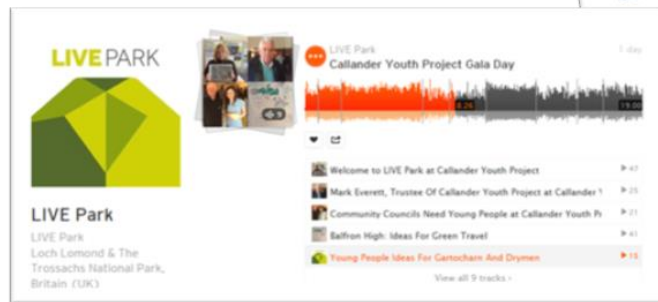 LIVE PARK
LIVE Park
LIVE Park
Loch Lomond & The
Trossachs National Park,
Britain (UK)
9
LIVE Park
1 day
Callander Youth Project Gala Day
8.26
19.00
Welcome to LIVE Park at Callander Youth Project
47
Mark Everett, Trustee Of Callander Youth Project at Callander Y
25
Community Councils Need Young People at Callander Youth Pr
21
Balfron High: Ideas For Green Travel
41
Young People Ideas For Gartocharn And Drymen
15
View all 9 tracks ›